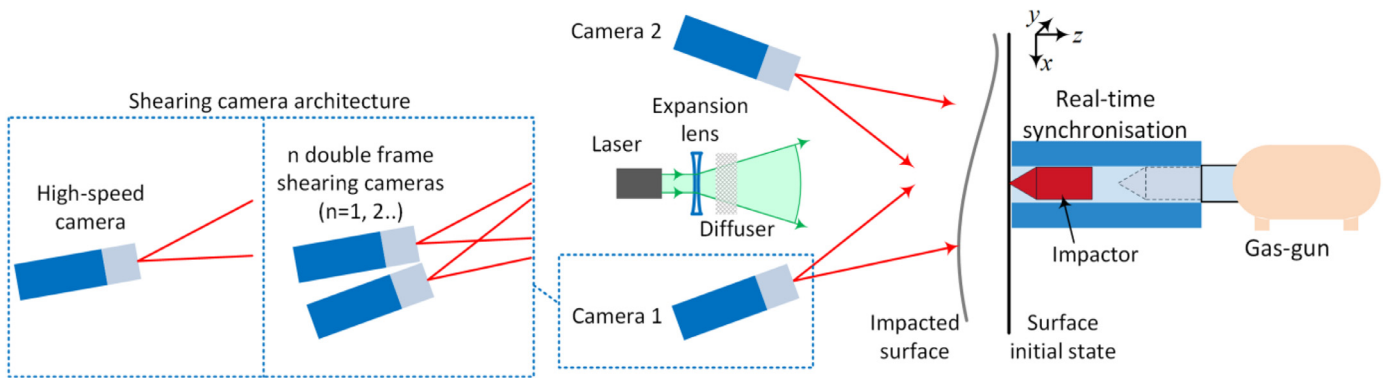 Shearing camera architecture
High-speed
camera
n double frame
shearing cameras
(n=1, 2..)
Camera 2
Expansion
lens
Laser
Diffuser
Camera 1
Impacted
surface
Surface
initial state
y
z
x
Real-time
synchronisation
Impactor
Gas-gun